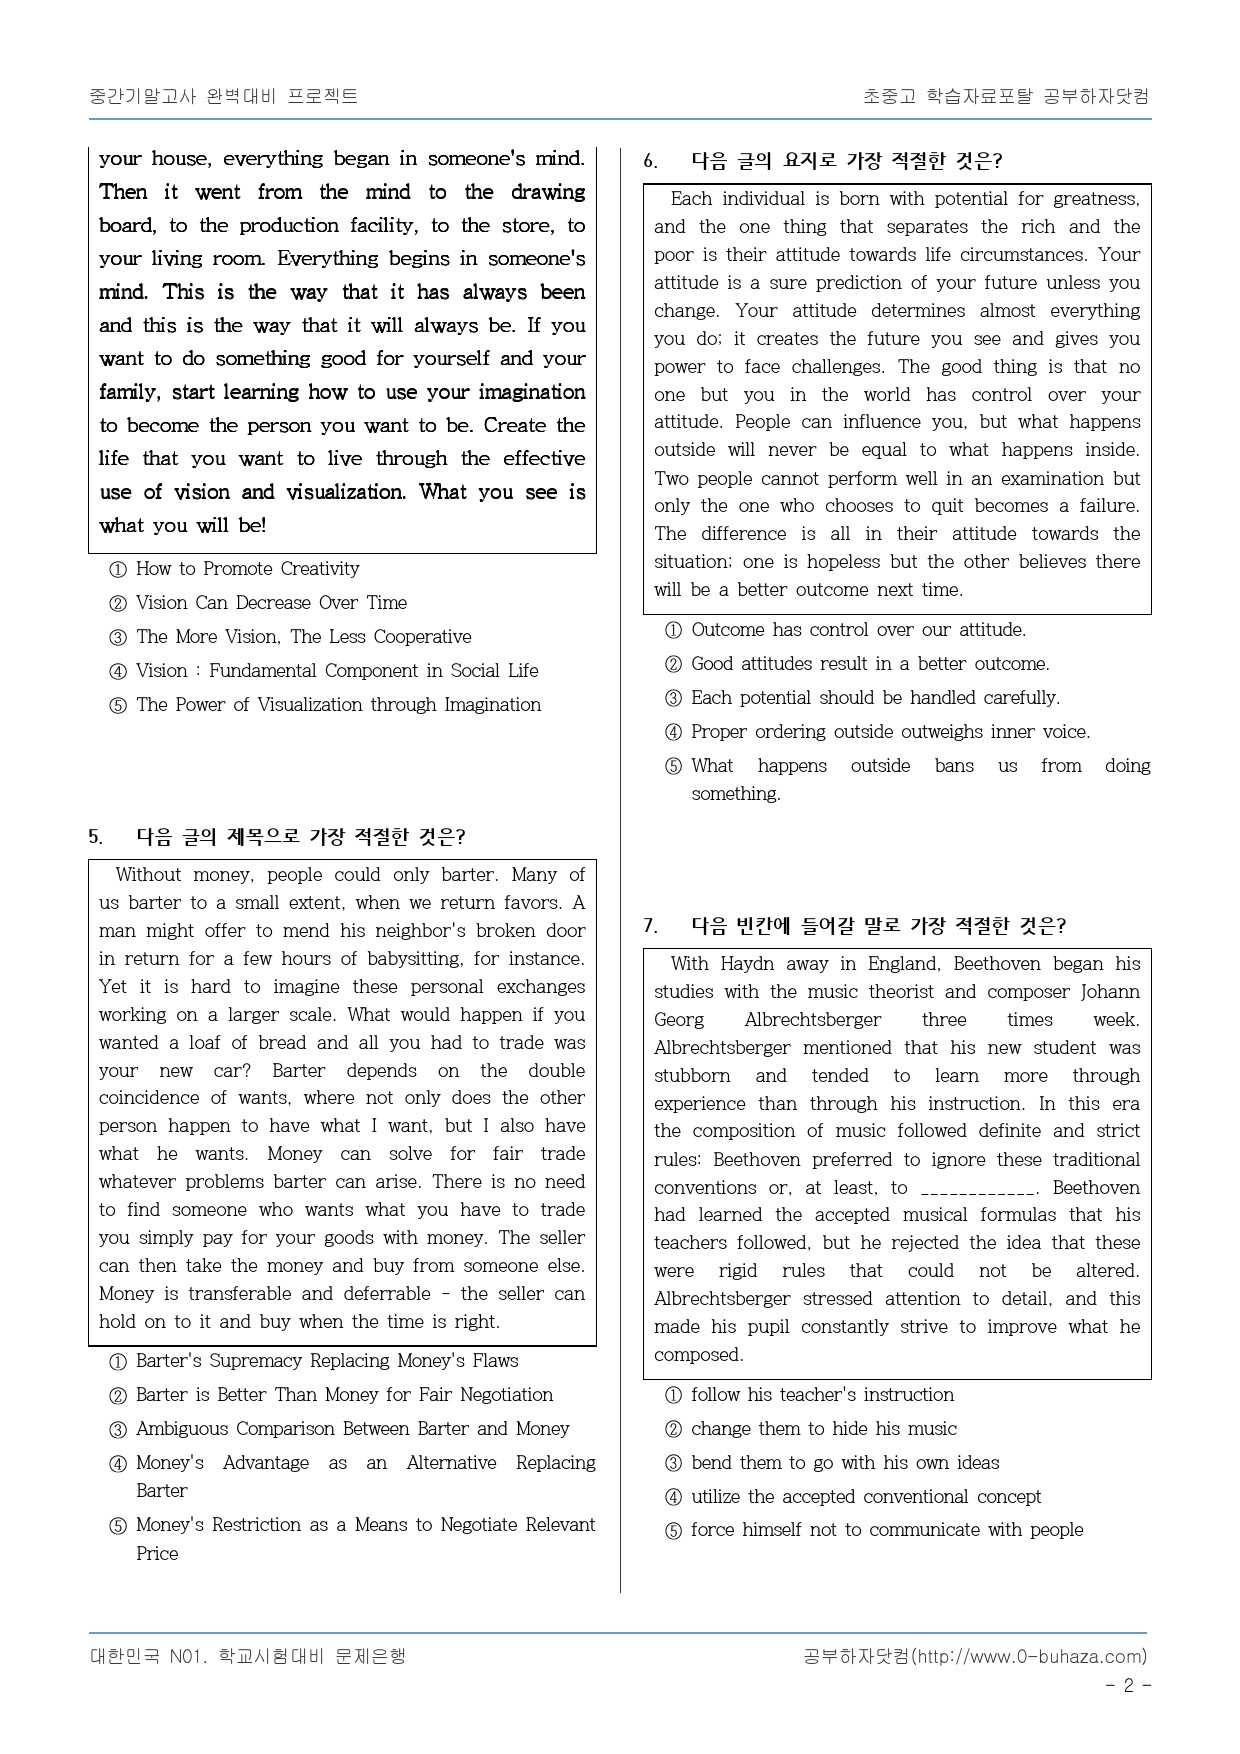 중간기말고사 완벽대비 프로젝트
초중고 학습자료포탈 공부하자닷컴
your house, everything began in someone's mind.
Then it went from the mind to the drawing
board, to the production facility, to the store, to
your living room. Everything begins in someone's
mind. This is the way that it has always been
and this is the way that it will always be. If you
want to do something good for yourself and your
family, start learning how to use your imagination
to become the person you want to be. Create the
life that you want to live through the effective
use of vision and visualization. What you see is
what you will be!
① How to Promote Creativity
② Vision Can Decrease Over Time
③ The More Vision, The Less Cooperative
④ Vision : Fundamental Component in Social Life
⑤ The Power of Visualization through Imagination
5. 다음 글의 제목으로 가장 적절한 것은?
Without money, people could only barter. Many of
us barter to a small extent, when we return favors. A
man might offer to mend his neighbor's broken door
in return for a few hours of babysitting, for instance.
Yet it is hard to imagine these personal exchanges
working on a larger scale. What would happen if you
wanted a loaf of bread and all you had to trade was
your new car? Barter depends on the double
coincidence of wants, where not only does the other
person happen to have what I want, but I also have
what he wants. Money can solve for fair trade
whatever problems barter can arise. There is no need
to find someone who wants what you have to trade
you simply pay for your goods with money. The seller
can then take the money and buy from someone else.
Money is transferable and deferrable - the seller can
hold on to it and buy when the time is right.
① Barter's Supremacy Replacing Money's Flaws
② Barter is Better Than Money for Fair Negotiation
③ Ambiguous Comparison Between Barter and Money
④ Money's Advantage as an Alternative Replacing
Barter
⑤ Money's Restriction as a Means to Negotiate Relevant
Price
6. 다음 글의 요지로 가장 적절한 것은?
Each individual is born with potential for greatness,
and the one thing that separates the rich and the
poor is their attitude towards life circumstances. Your
attitude is a sure prediction of your future unless you
change. Your attitude determines almost everything
you do; it creates the future you see and gives you
power to face challenges. The good thing is that no
one but you in the world has control over your
attitude. People can influence you, but what happens
outside will never be equal to what happens inside.
Two people cannot perform well in an examination but
only the one who chooses to quit becomes a failure.
The difference is all in their attitude towards the
situation; one is hopeless but the other believes there
will be a better outcome next time.
① Outcome has control over our attitude.
② Good attitudes result in a better outcome.
③ Each potential should be handled carefully.
④ Proper ordering outside outweighs inner voice.
⑤ What happens outside bans us from doing
something.
7. 다음 빈칸에 들어갈 말로 가장 적절한 것은?
With Haydn away in England, Beethoven began his
studies with the music theorist and composer Johann
Georg Albrechtsberger three times week.
Albrechtsberger mentioned that his new student was
stubborn and tended to learn more through
experience than through his instruction. In this era
the composition of music followed definite and strict
rules: Beethoven preferred to ignore these traditional
conventions or, at least, to ____________. Beethoven
had learned the accepted musical formulas that his
teachers followed, but he rejected the idea that these
were rigid rules that could not be altered.
Albrechtsberger stressed attention to detail, and this
made his pupil constantly strive to improve what he
composed.
① follow his teacher's instruction
② change them to hide his music
③ bend them to go with his own ideas
④ utilize the accepted conventional concept
⑤ force himself not to communicate with people
대한민국 N01. 학교시험대비 문제은행
공부하자닷컴(http://www.0-buhaza.com)
- 2 -